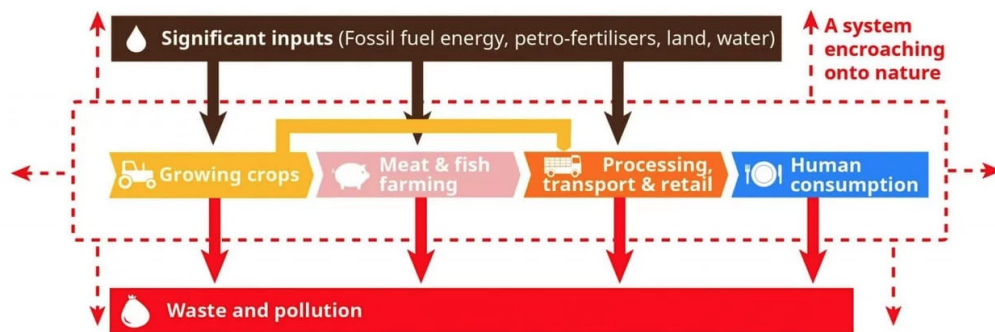 Significant inputs (Fossil fuel energy, petro-fertilisers, land, water)
A system
encroaching
onto nature
Growing crops
Meat & fish
farming
Processing,
transport & retail
Human
consumption
Waste and pollution